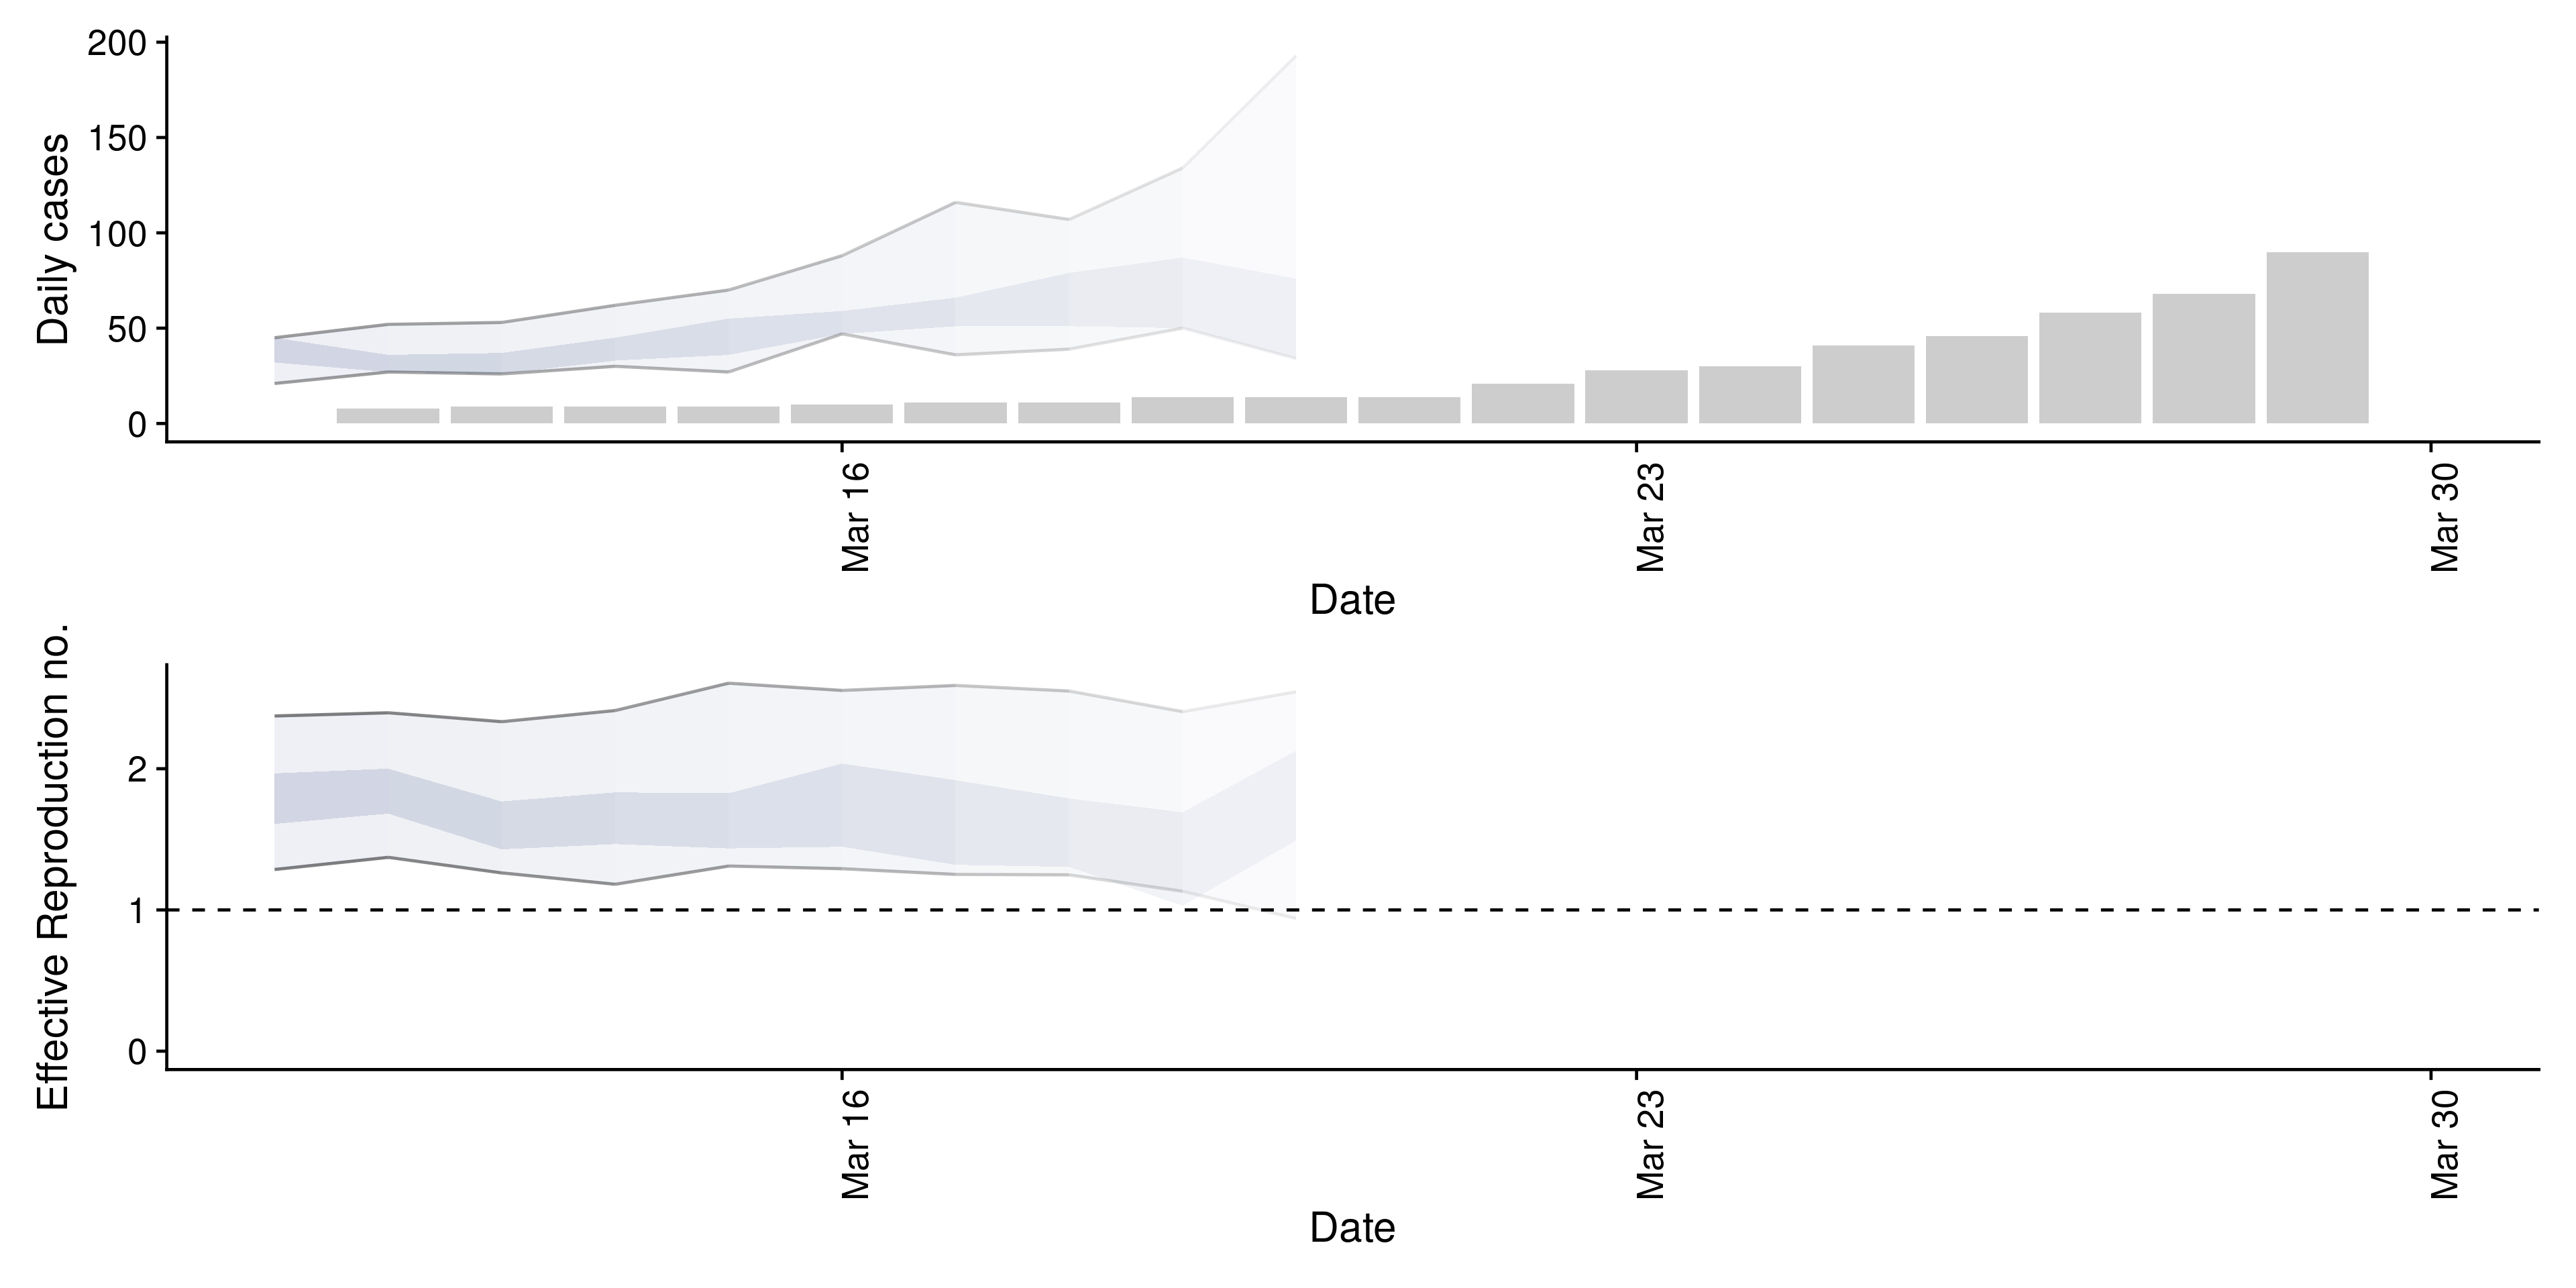 Daily cases
200
150
100
50
0
Mar 16
Mar 23
Mar 30
Date
Effective Reproduction no.
2
1
0
Mar 16
Mar 23
Mar 30
Date